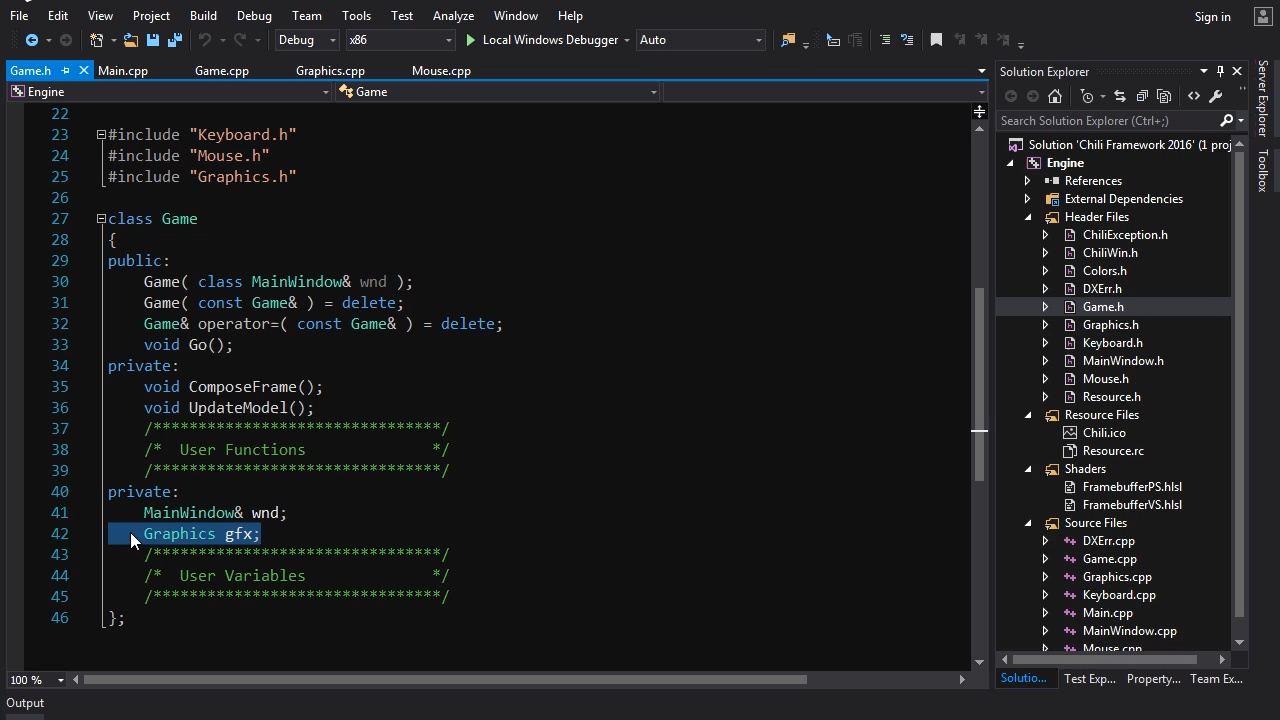 File Edit View Project Build Debug Team Tools Test Analyze Window Help Sign in
Debug x86 Local Windows Debugger Auto
Game.h Main.cpp Game.cpp Graphics.cpp Mouse.cpp
Engine Game
22
23 #include "Keyboard.h"
24 #include "Mouse.h"
25 #include "Graphics.h"
26
27 class Game
28 {
29 public:
30 Game( class MainWindow& wnd );
31 Game( const Game& ) = delete;
32 Game& operator=( const Game& ) = delete;
33 void Go();
34 private:
35 void ComposeFrame();
36 void UpdateModel();
37 /********************************/
38 /* User Functions */
39 /********************************/
40 private:
41 MainWindow& wnd;
42 Graphics gfx;
43 /********************************/
44 /* User Variables */
45 /********************************/
46 };
100 %
Output
Solution Explorer
Search Solution Explorer (Ctrl+;)
Solution 'Chili Framework 2016' (1 proj
Engine
References
External Dependencies
Header Files
ChiliException.h
ChiliWin.h
Colors.h
DXErr.h
Game.h
Graphics.h
Keyboard.h
MainWindow.h
Mouse.h
Resource.h
Resource Files
Chili.ico
Resource.rc
Shaders
FramebufferPS.hlsl
FramebufferVS.hlsl
Source Files
DXErr.cpp
Game.cpp
Graphics.cpp
Keyboard.cpp
Main.cpp
MainWindow.cpp
Mouse.cpp
Solutio... Test Exp... Property... Team Ex...
Server Explorer
Toolbox